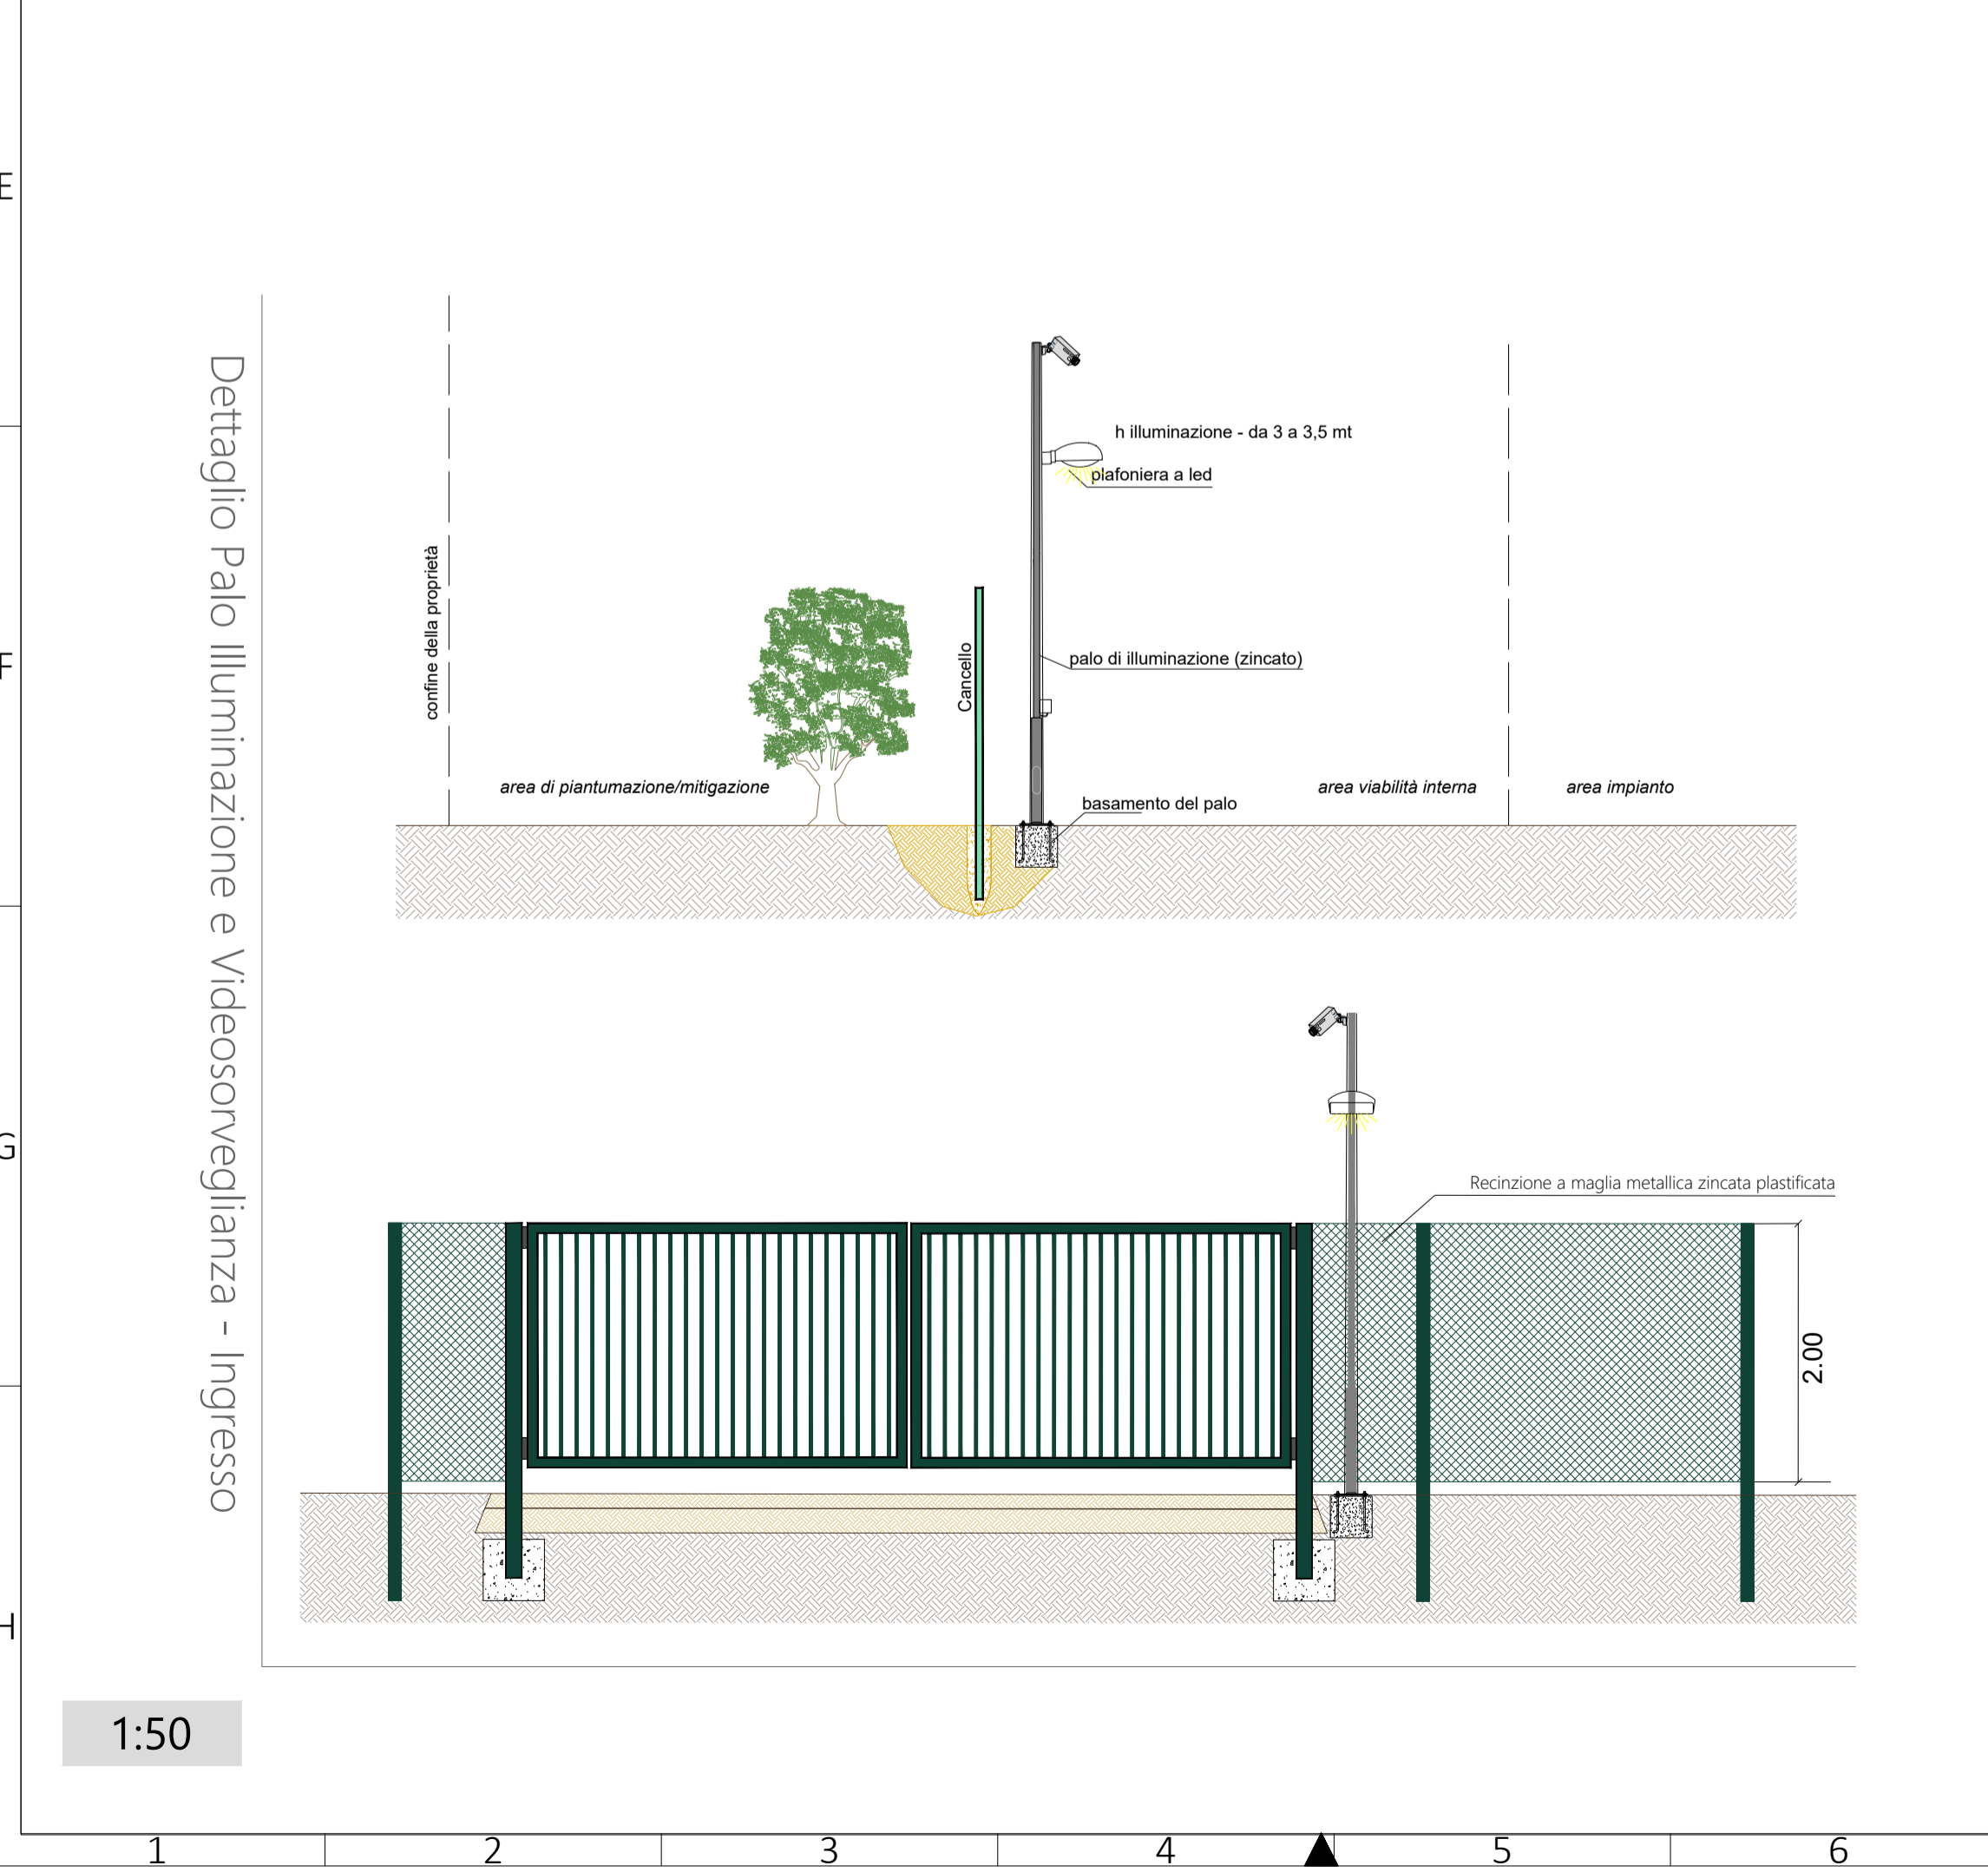 E
F
G
H
Dettaglio Palo Illuminazione e Videosorveglianza - Ingresso
confine della proprietà
h illuminazione - da 3 a 3,5 mt
plafoniera a led
Cancello
palo di illuminazione (zincato)
area di piantumazione/mitigazione
basamento del palo
area viabilità interna
area impianto
Recinzione a maglia metallica zincata plastificata
2.00
1:50
1 2 3 4 5 6